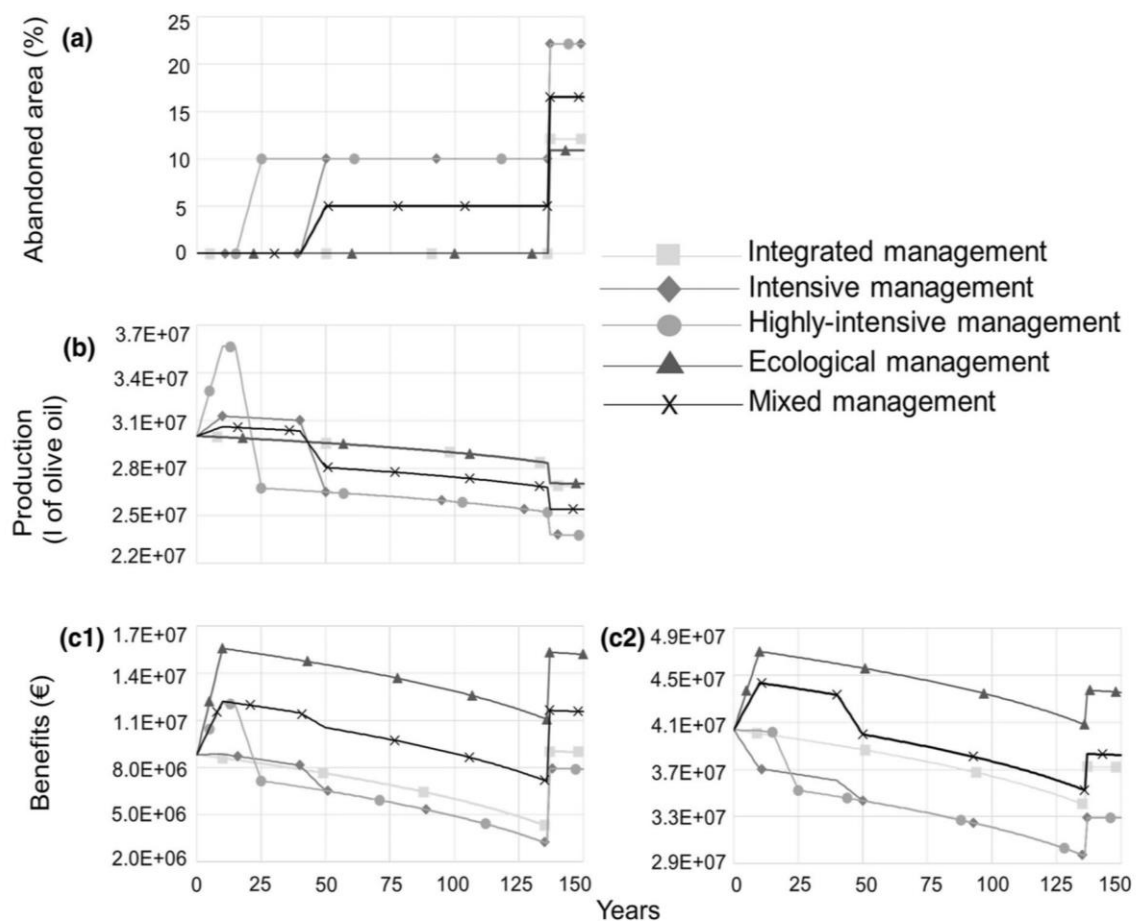 (a)
Abandoned area (%)
25
20
15
10
5
0
Integrated management
Intensive management
Highly-intensive management
Ecological management
Mixed management
(b)
Production
(l of olive oil)
3.7E+07
3.4E+07
3.1E+07
2.8E+07
2.5E+07
2.2E+07
(c1)
Benefits (€)
1.7E+07
1.4E+07
1.1E+07
8.0E+06
5.0E+06
2.0E+06
0 25 50 75 100 125 150
(c2)
4.9E+07
4.5E+07
4.1E+07
3.7E+07
3.3E+07
2.9E+07
0 25 50 75 100 125 150
Years